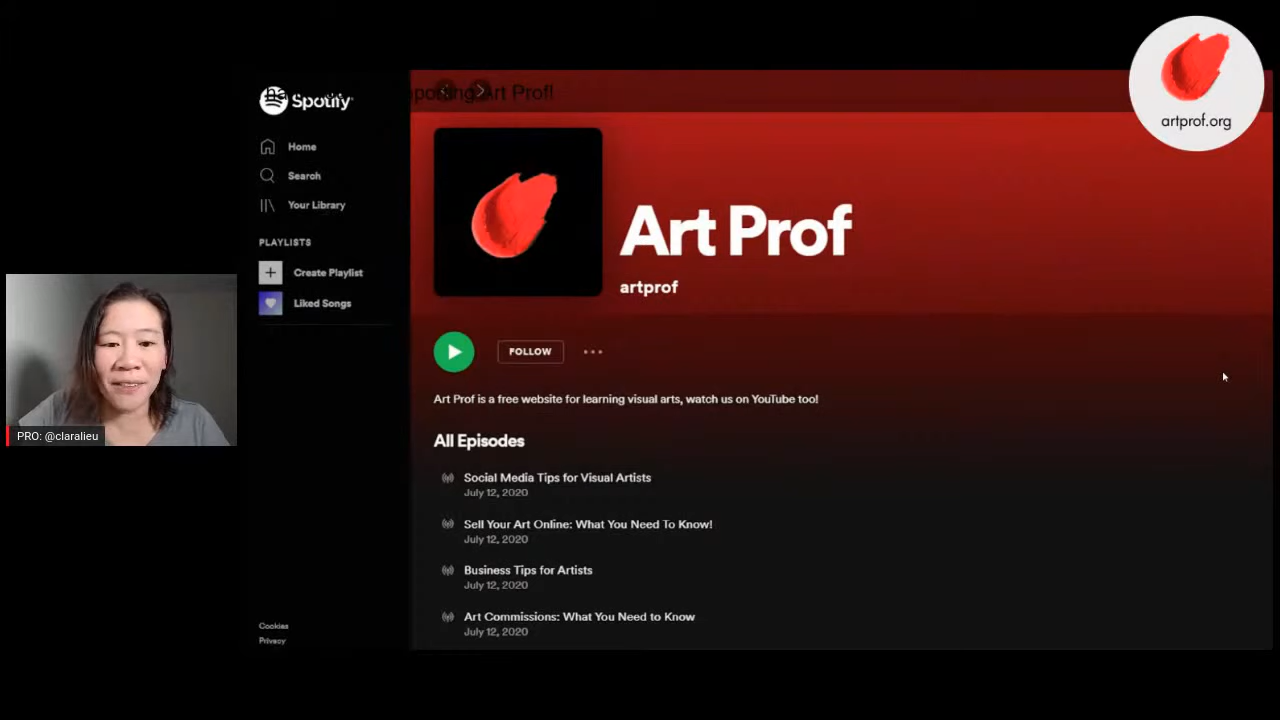 Spotify
porting Art Prof!
artprof.org
Home
Search
Your Library
PLAYLISTS
Create Playlist
Liked Songs
Art Prof
artprof
FOLLOW
Art Prof is a free website for learning visual arts, watch us on YouTube too!
All Episodes
Social Media Tips for Visual Artists
July 12, 2020
Sell Your Art Online: What You Need To Know!
July 12, 2020
Business Tips for Artists
July 12, 2020
Art Commissions: What You Need to Know
July 12, 2020
PRO: @claralieu
Cookies
Privacy